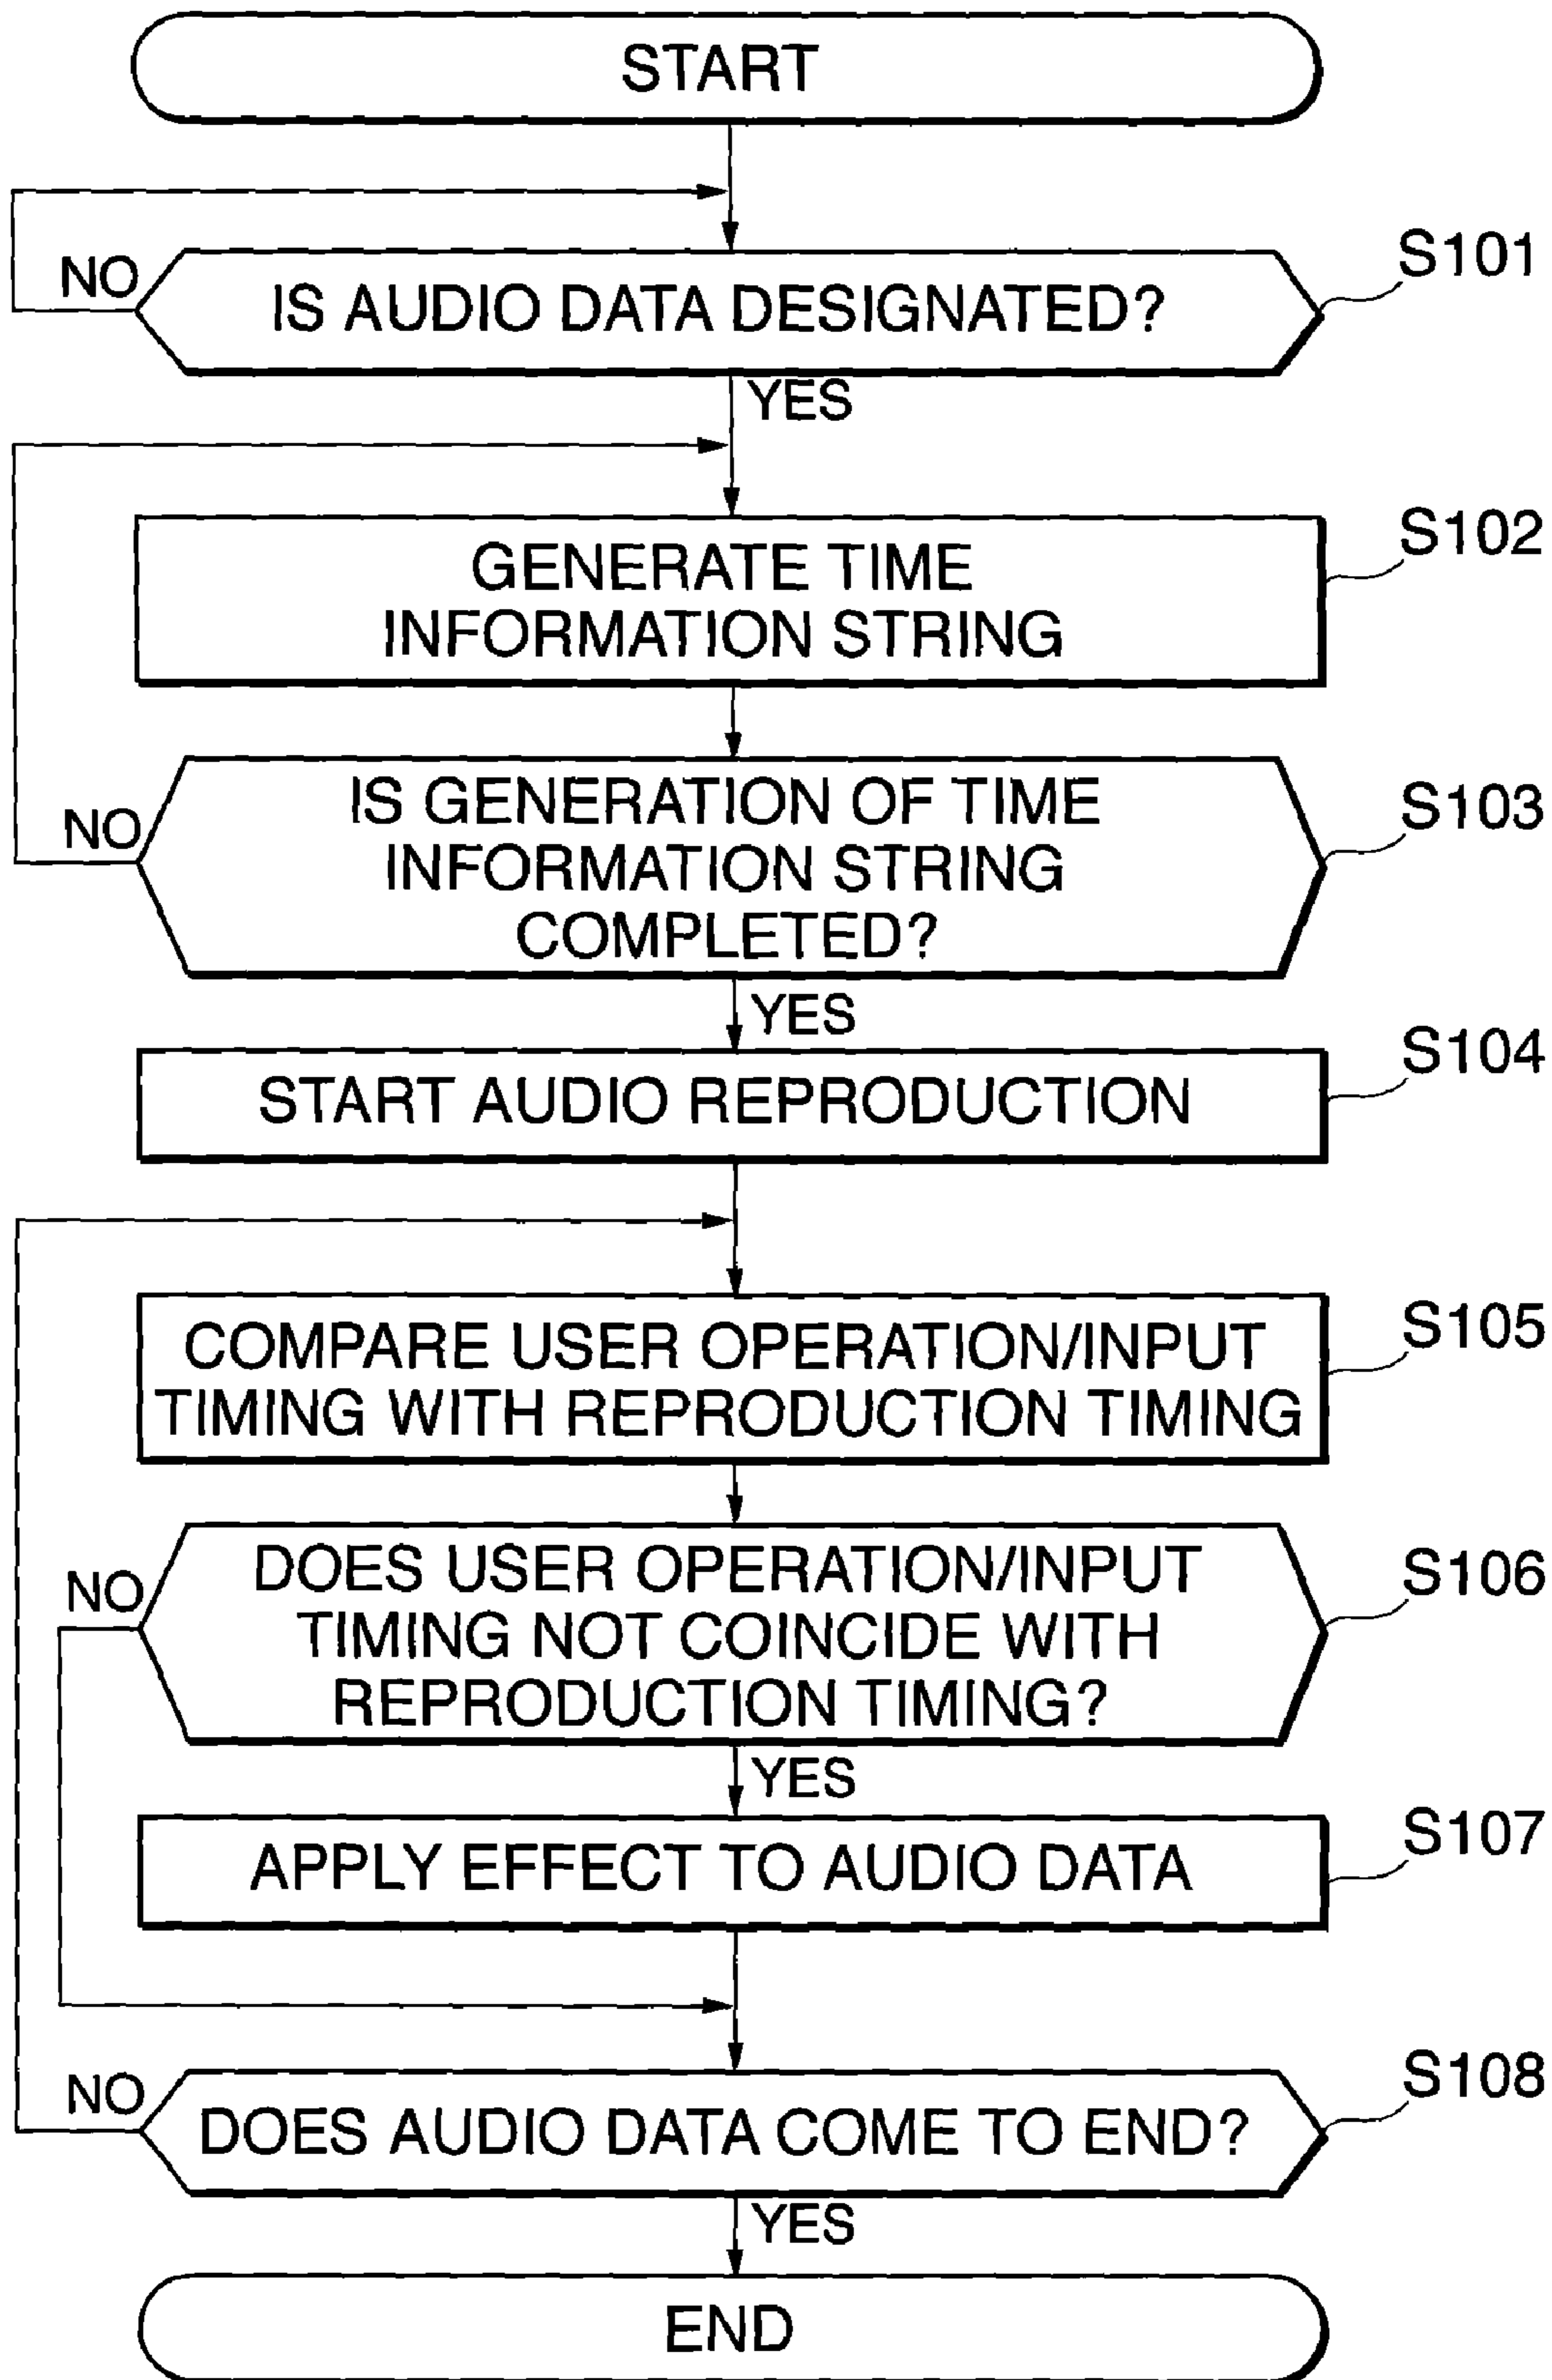 START
NO
IS AUDIO DATA DESIGNATED?
S101
YES
GENERATE TIME
INFORMATION STRING
S102
NO
IS GENERATION OF TIME
INFORMATION STRING
COMPLETED?
S103
YES
START AUDIO REPRODUCTION
S104
COMPARE USER OPERATION/INPUT
TIMING WITH REPRODUCTION TIMING
S105
NO
DOES USER OPERATION/INPUT
TIMING NOT COINCIDE WITH
REPRODUCTION TIMING?
S106
YES
APPLY EFFECT TO AUDIO DATA
S107
NO
DOES AUDIO DATA COME TO END?
S108
YES
END